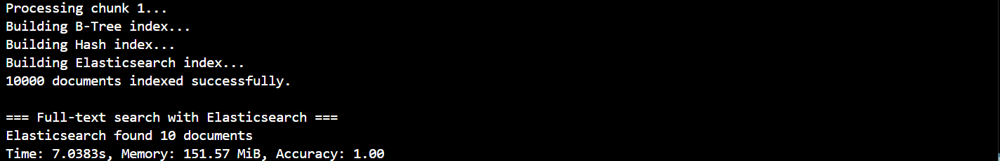 Processing chunk 1...
Building B-Tree index...
Building Hash index...
Building Elasticsearch index...
10000 documents indexed successfully.
=== Full-text search with Elasticsearch ===
Elasticsearch found 10 documents
Time: 7.0383s, Memory: 151.57 MiB, Accuracy: 1.00